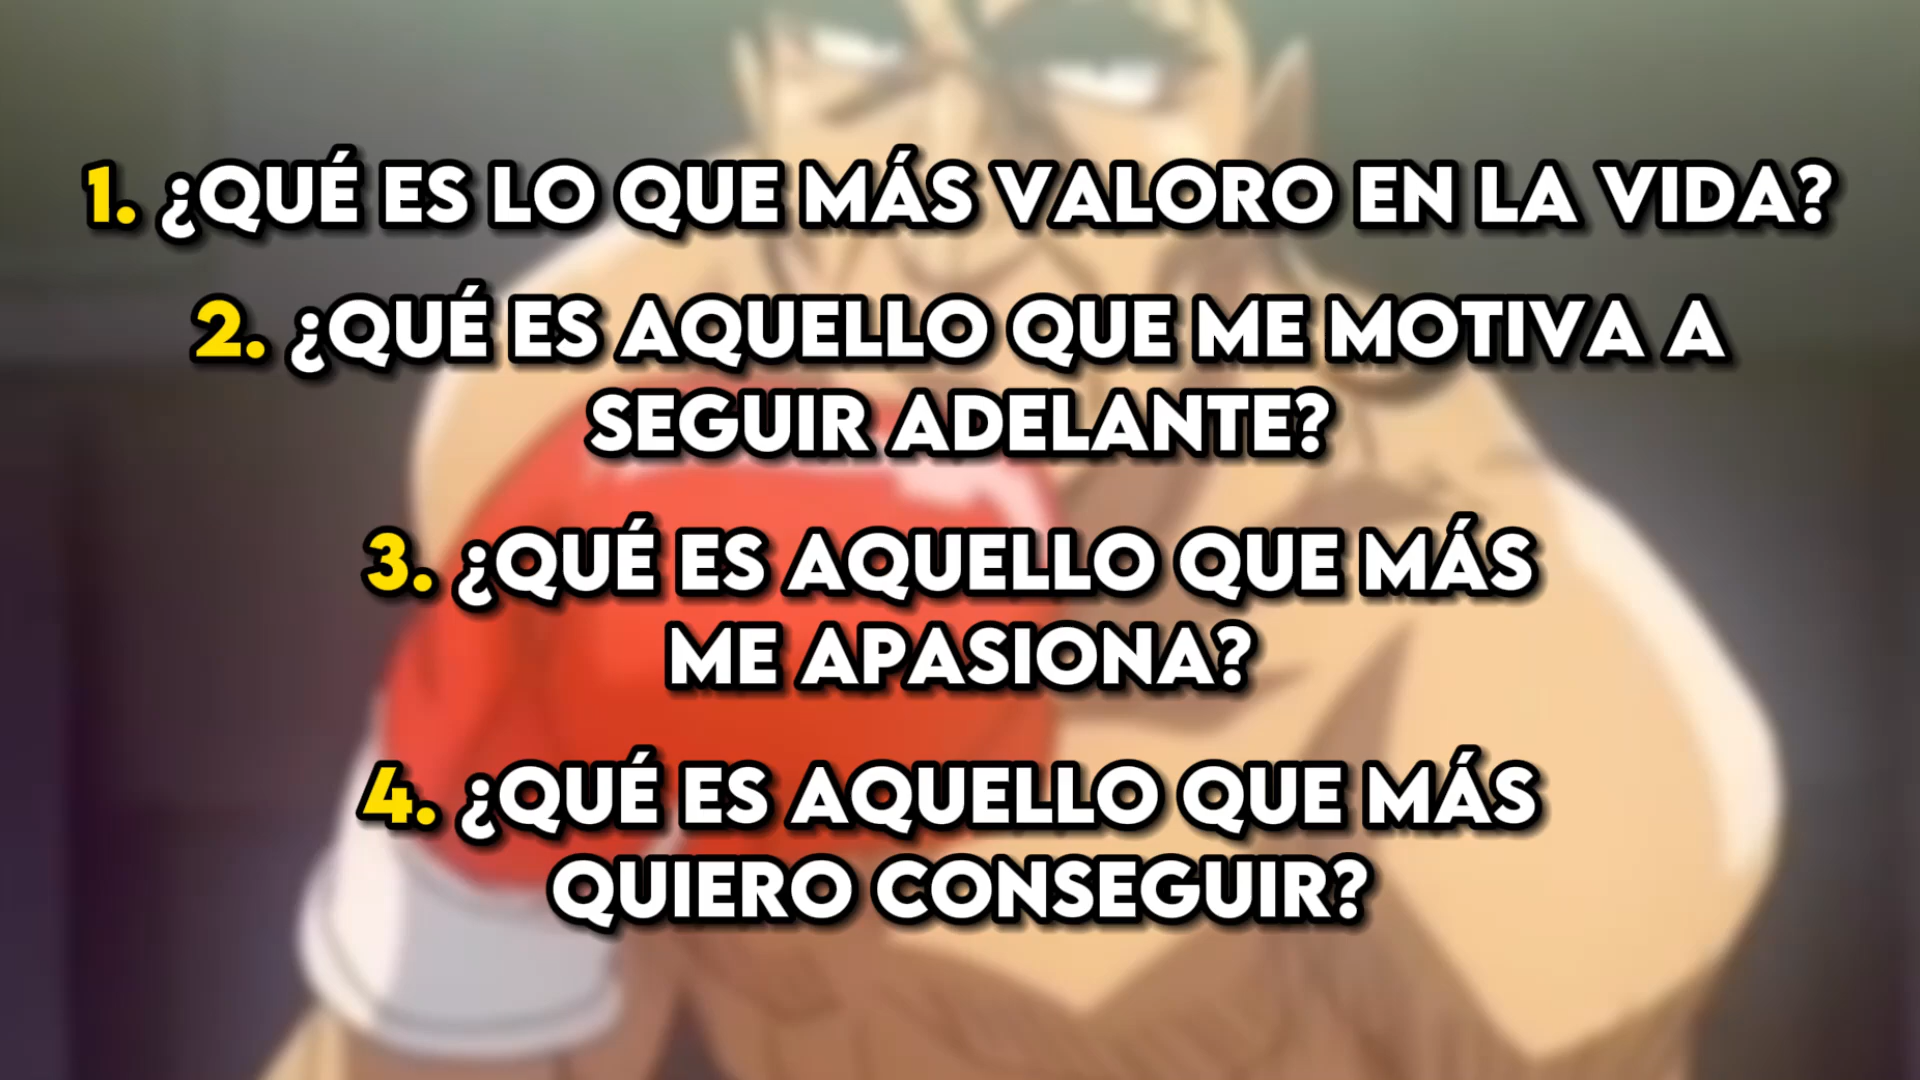 1. ¿QUÉ ES LO QUE MÁS VALORO EN LA VIDA?
2. ¿QUÉ ES AQUELLO QUE ME MOTIVA A
SEGUIR ADELANTE?
3. ¿QUÉ ES AQUELLO QUE MÁS
ME APASIONA?
4. ¿QUÉ ES AQUELLO QUE MÁS
QUIERO CONSEGUIR?